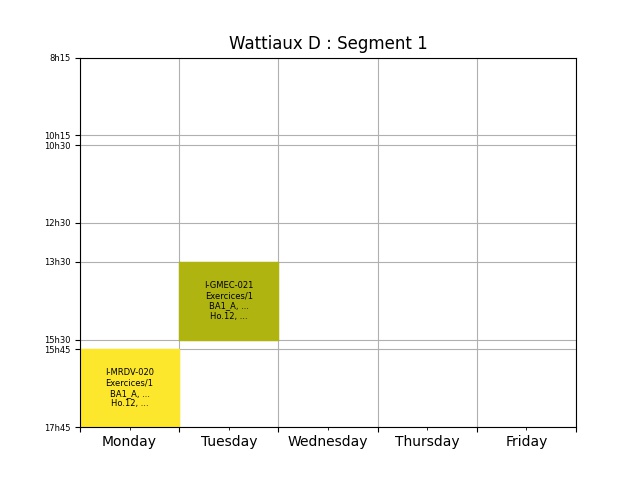 Wattiaux D : Segment 1
8h15
10h15
10h30
12h30
13h30
I-GMEC-021
Exercices/1
BA1_A, ...
Ho.12, ...
15h30
15h45
I-MRDV-020
Exercices/1
BA1_A, ...
Ho.12, ...
17h45
Monday Tuesday Wednesday Thursday Friday